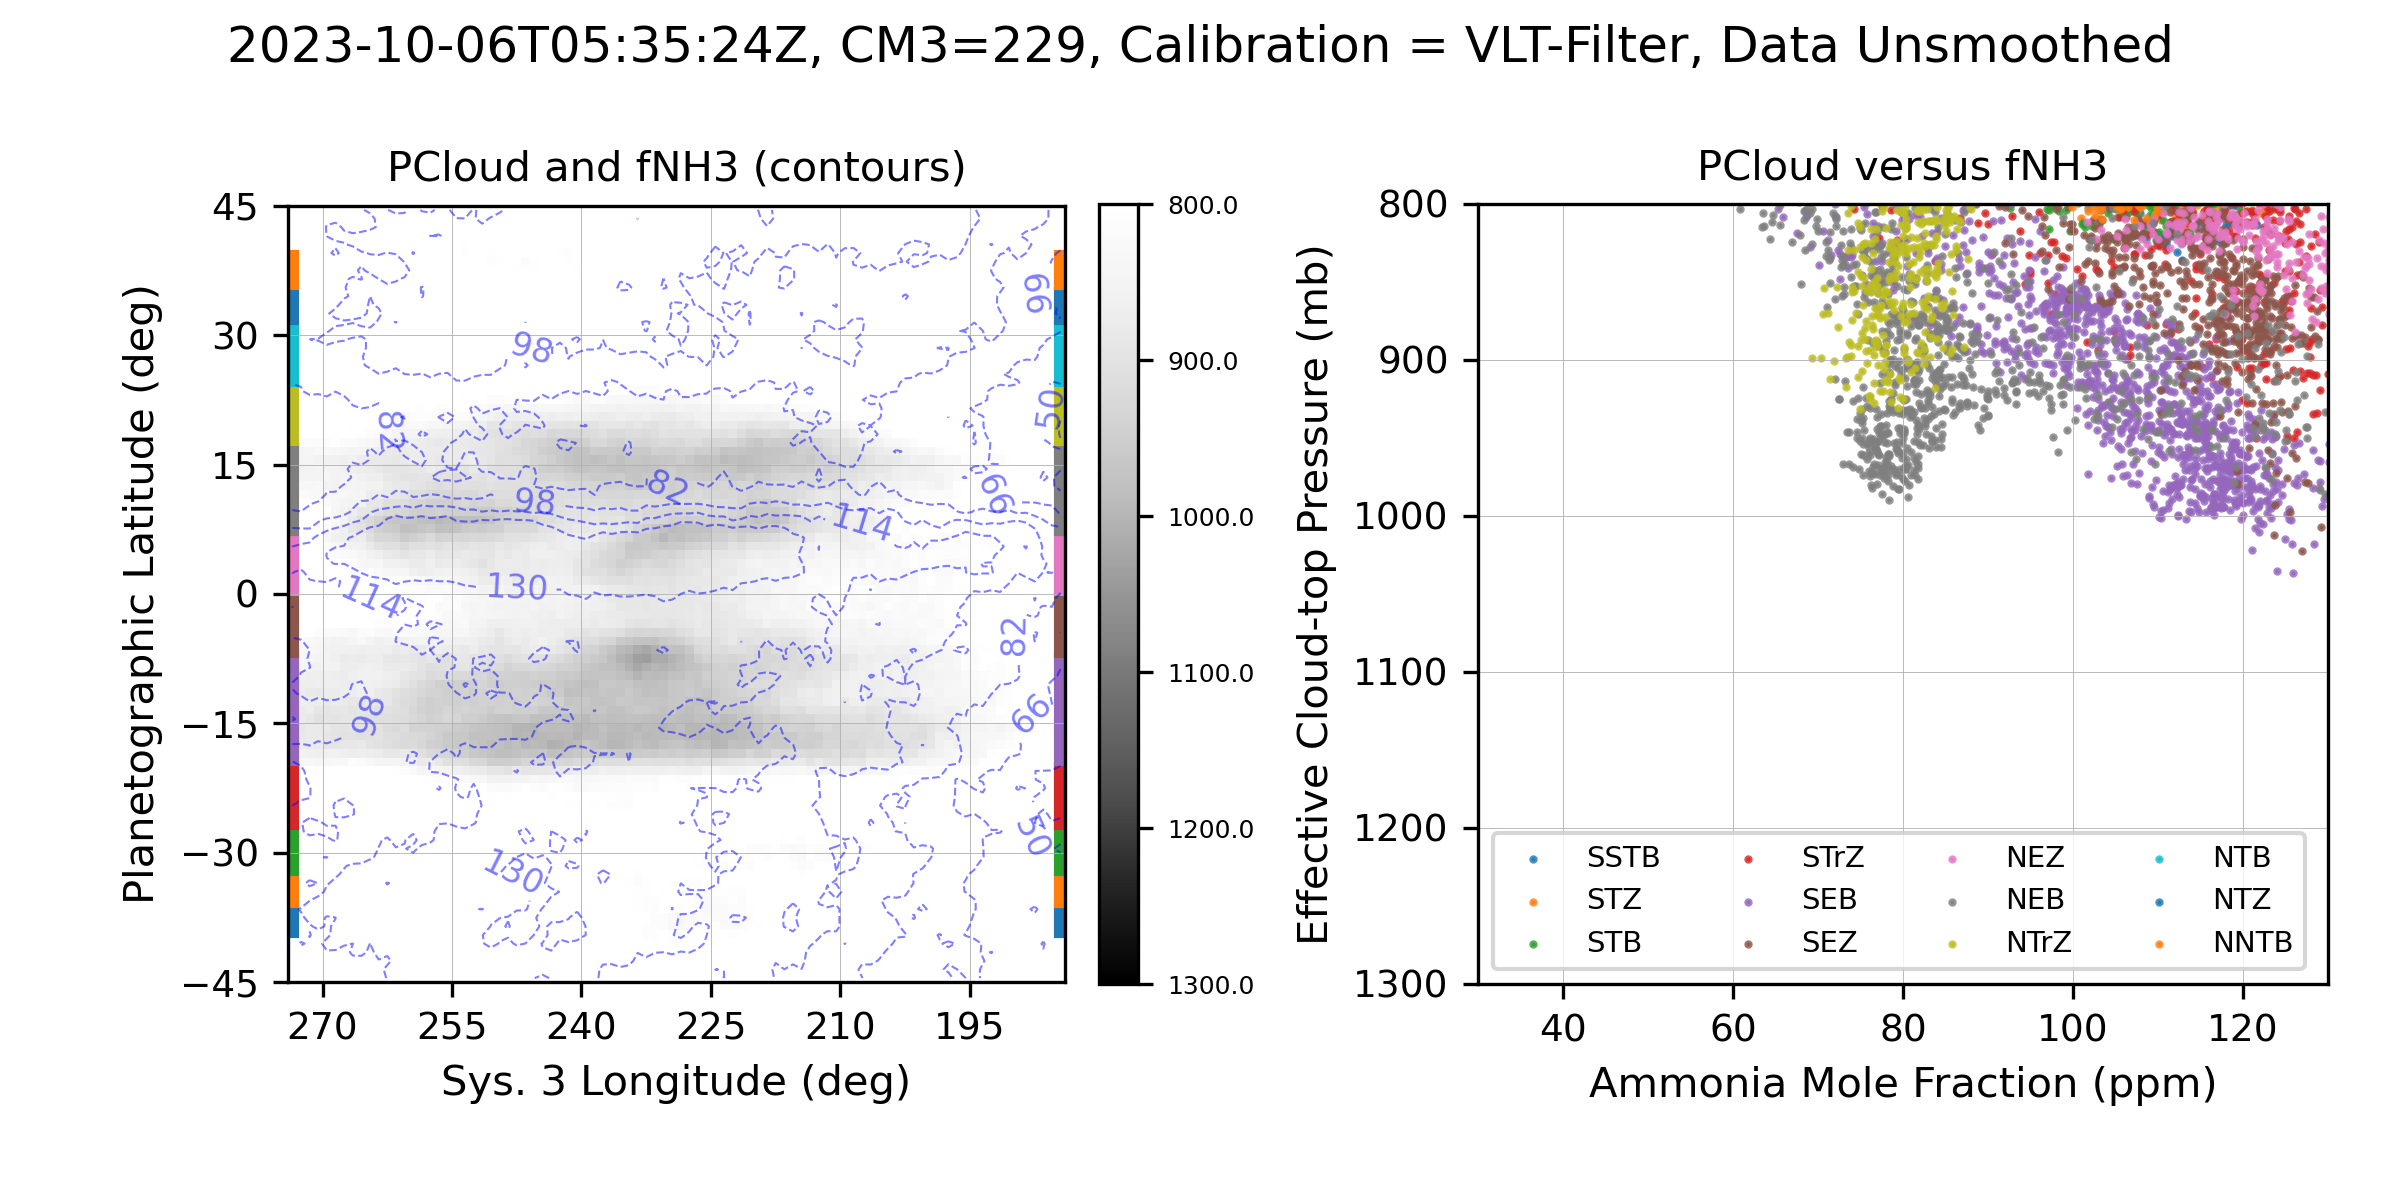 2023-10-06T05:35:24Z, CM3=229, Calibration = VLT-Filter, Data Unsmoothed
PCloud and fNH3 (contours)
Planetographic Latitude (deg)
45
30
15
0
−15
−30
−45
270 255 240 225 210 195
Sys. 3 Longitude (deg)
98
66
82
50
82
98
66
114
130
114
82
98
66
50
130
800.0
900.0
1000.0
1100.0
1200.0
1300.0
PCloud versus fNH3
Effective Cloud-top Pressure (mb)
800
900
1000
1100
1200
1300
SSTB STrZ NEZ NTB
STZ SEB NEB NTZ
STB SEZ NTrZ NNTB
40 60 80 100 120
Ammonia Mole Fraction (ppm)